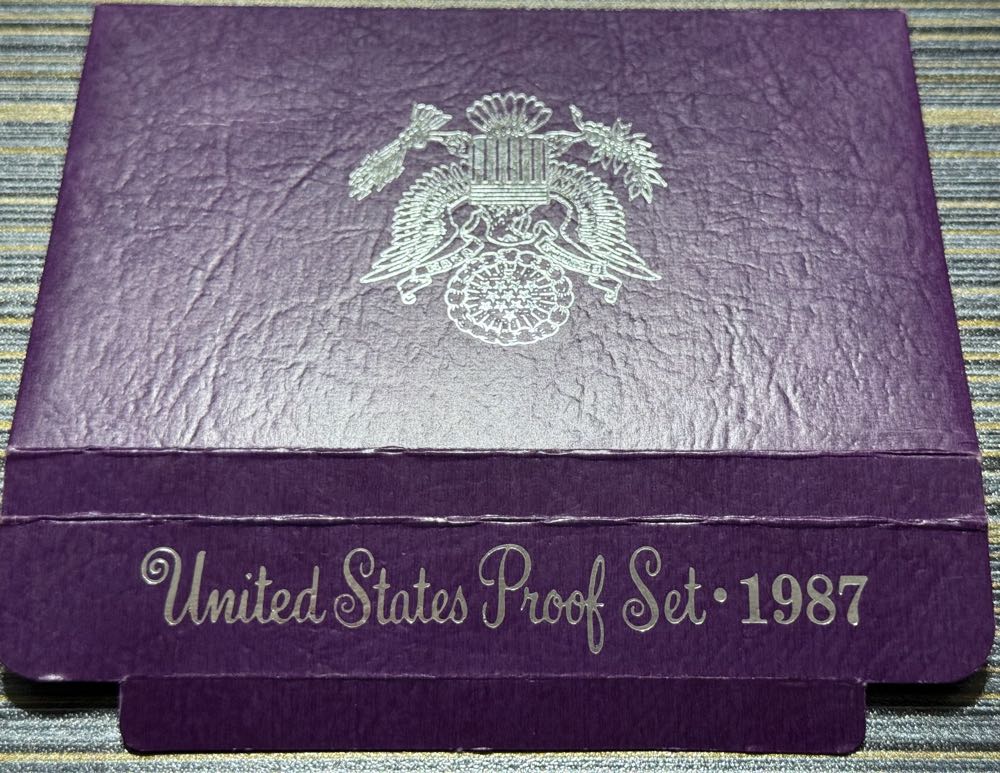 United States Proof Set • 1987